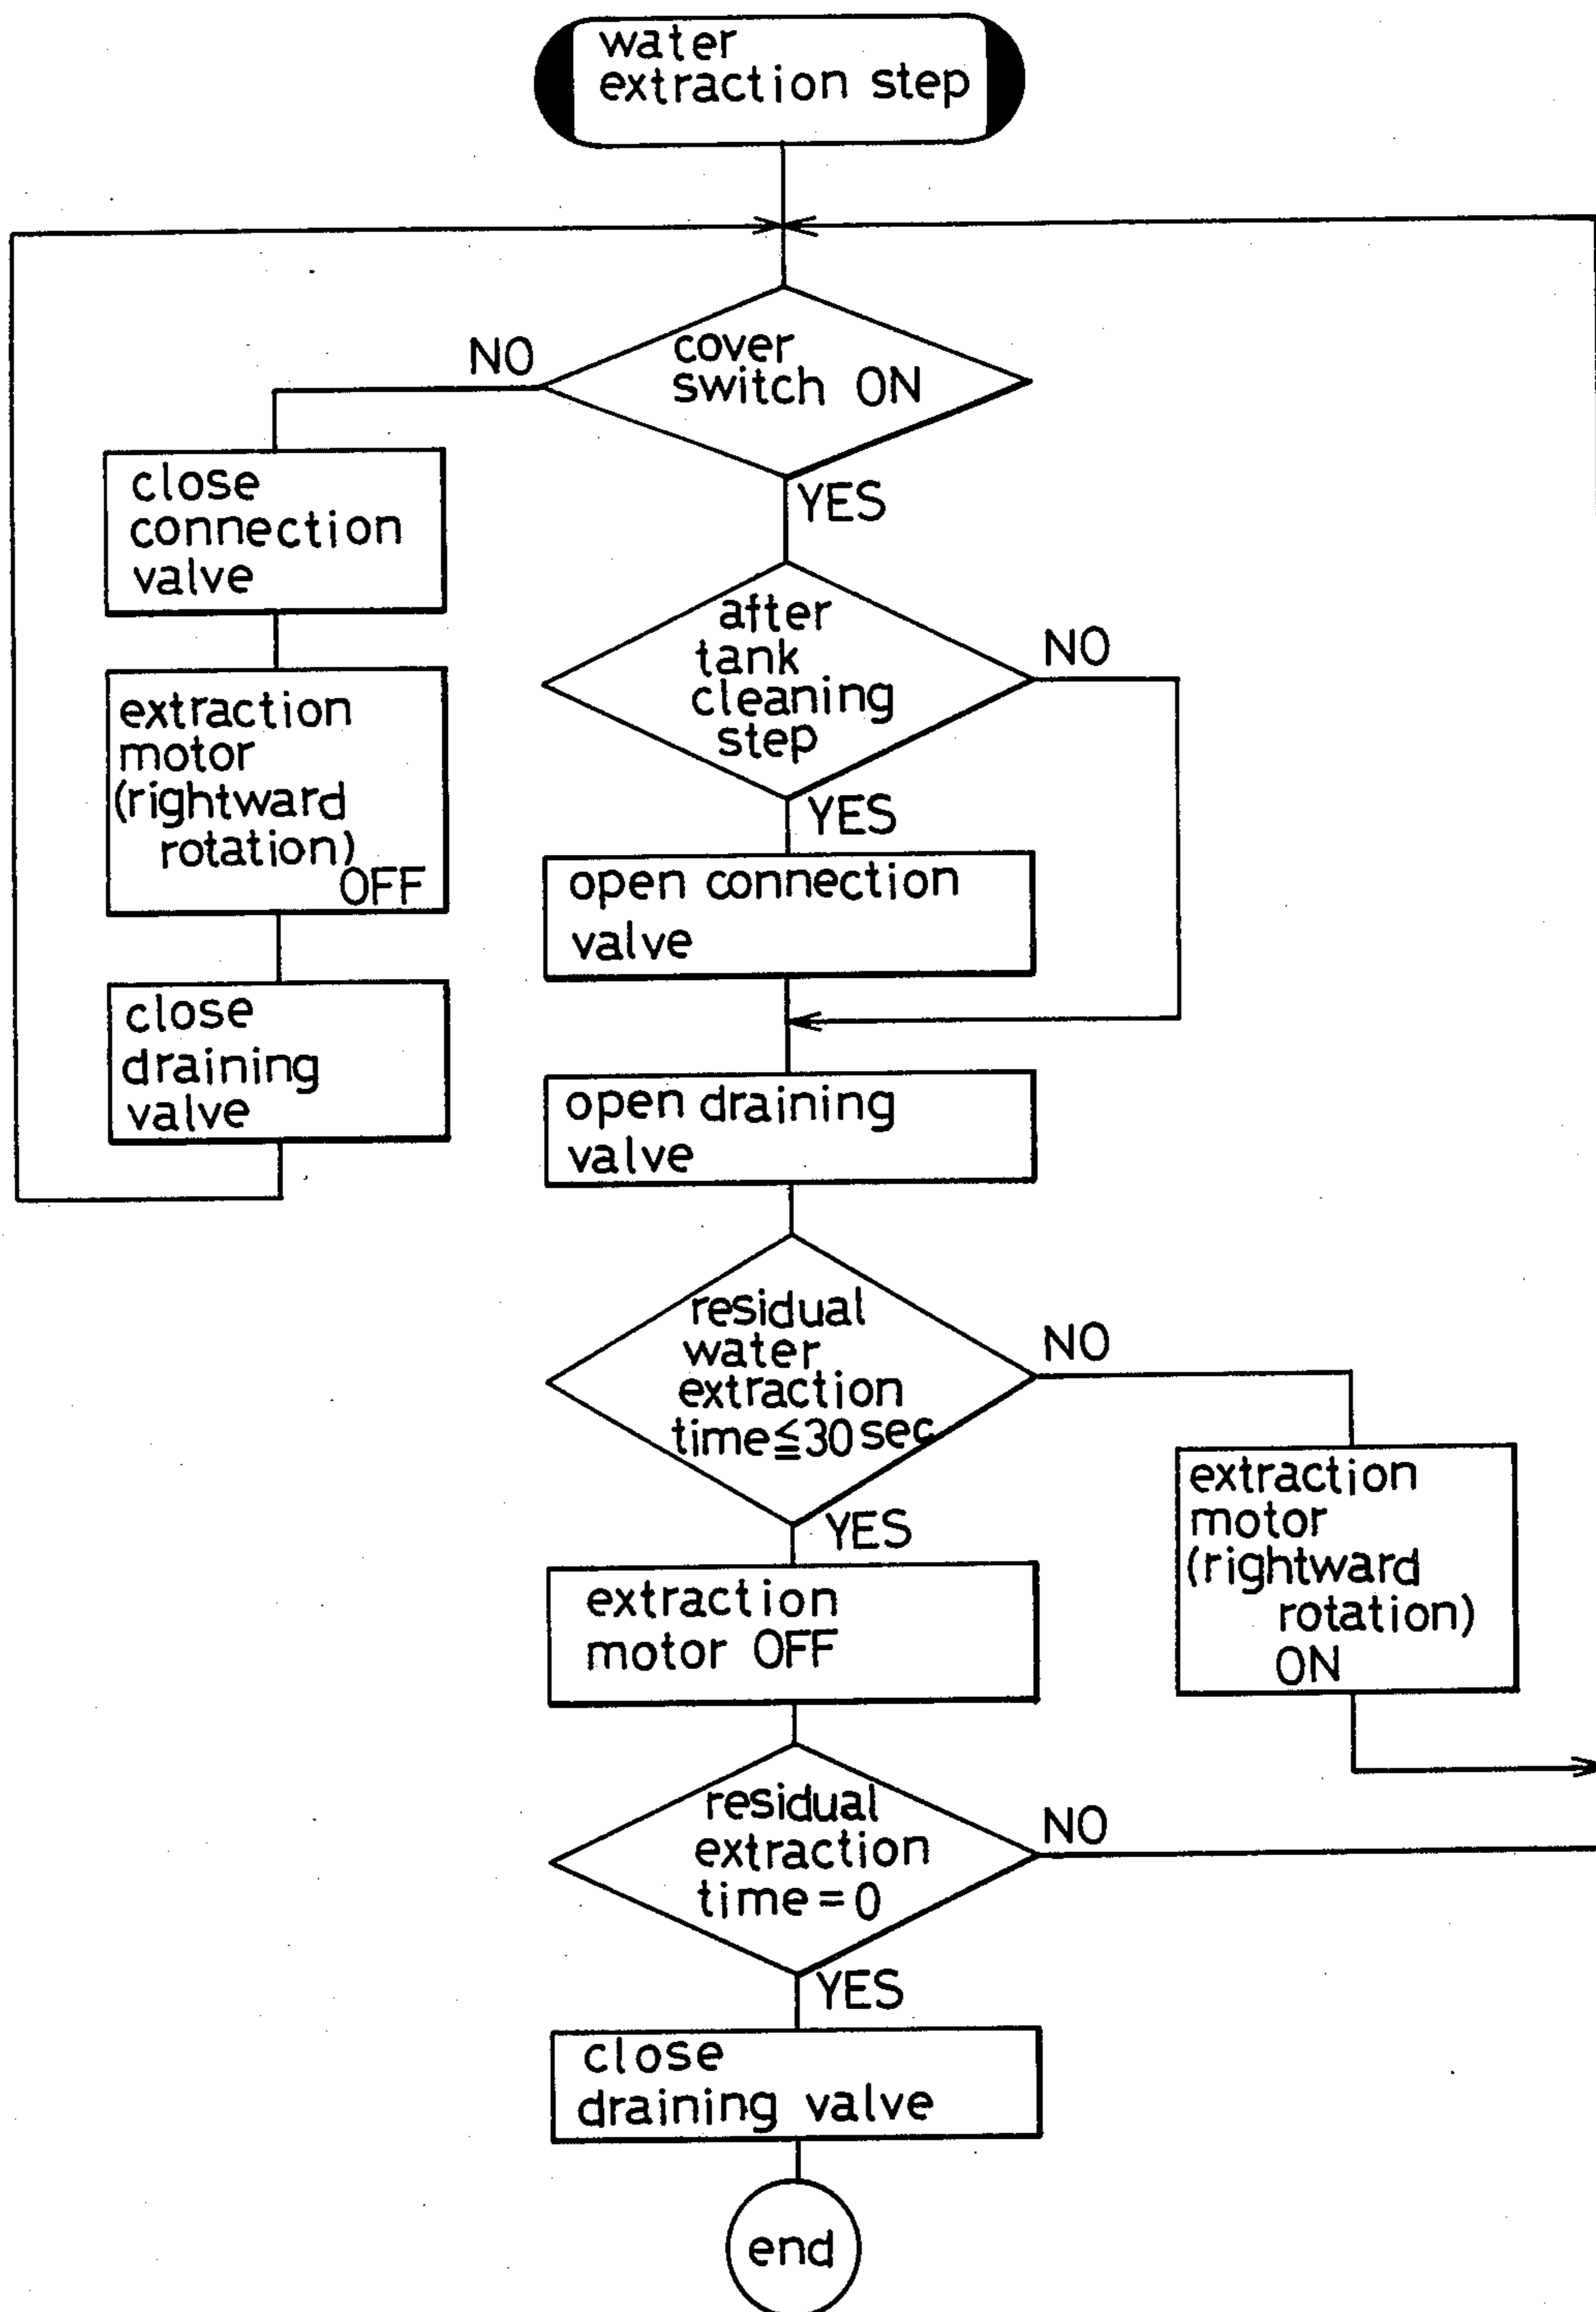 water
extraction step
cover
switch ON
NO
YES
close
connection
valve
extraction
motor
(rightward
rotation)
OFF
close
draining
valve
after
tank
cleaning
step
NO
YES
open connection
valve
open draining
valve
residual
water
extraction
time≦30sec
NO
YES
extraction
motor
(rightward
rotation)
ON
extraction
motor OFF
residual
extraction
time=0
NO
YES
close
draining valve
end